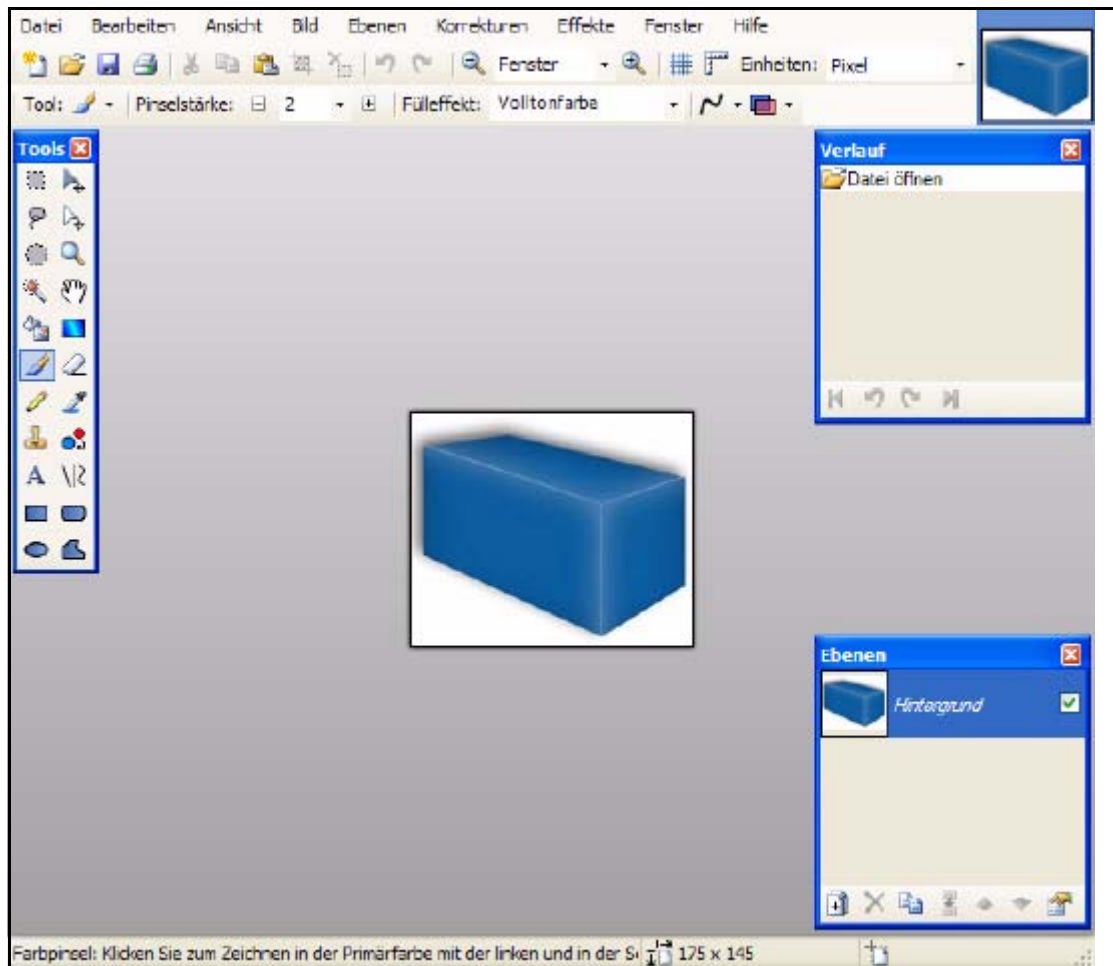 Datei Bearbeiten Ansicht Bild Ebenen Korrekturen Effekte Fenster Hilfe
Fenster Einheiten: Pixel
Tool: Pinselstärke: 2 Fülleffekt: Volltonfarbe
Tools
Verlauf
Datei öffnen
A
Ebenen
Hintergrund
Farbpinsel: Klicken Sie zum Zeichnen in der Primärfarbe mit der linken und in der 175 x 145